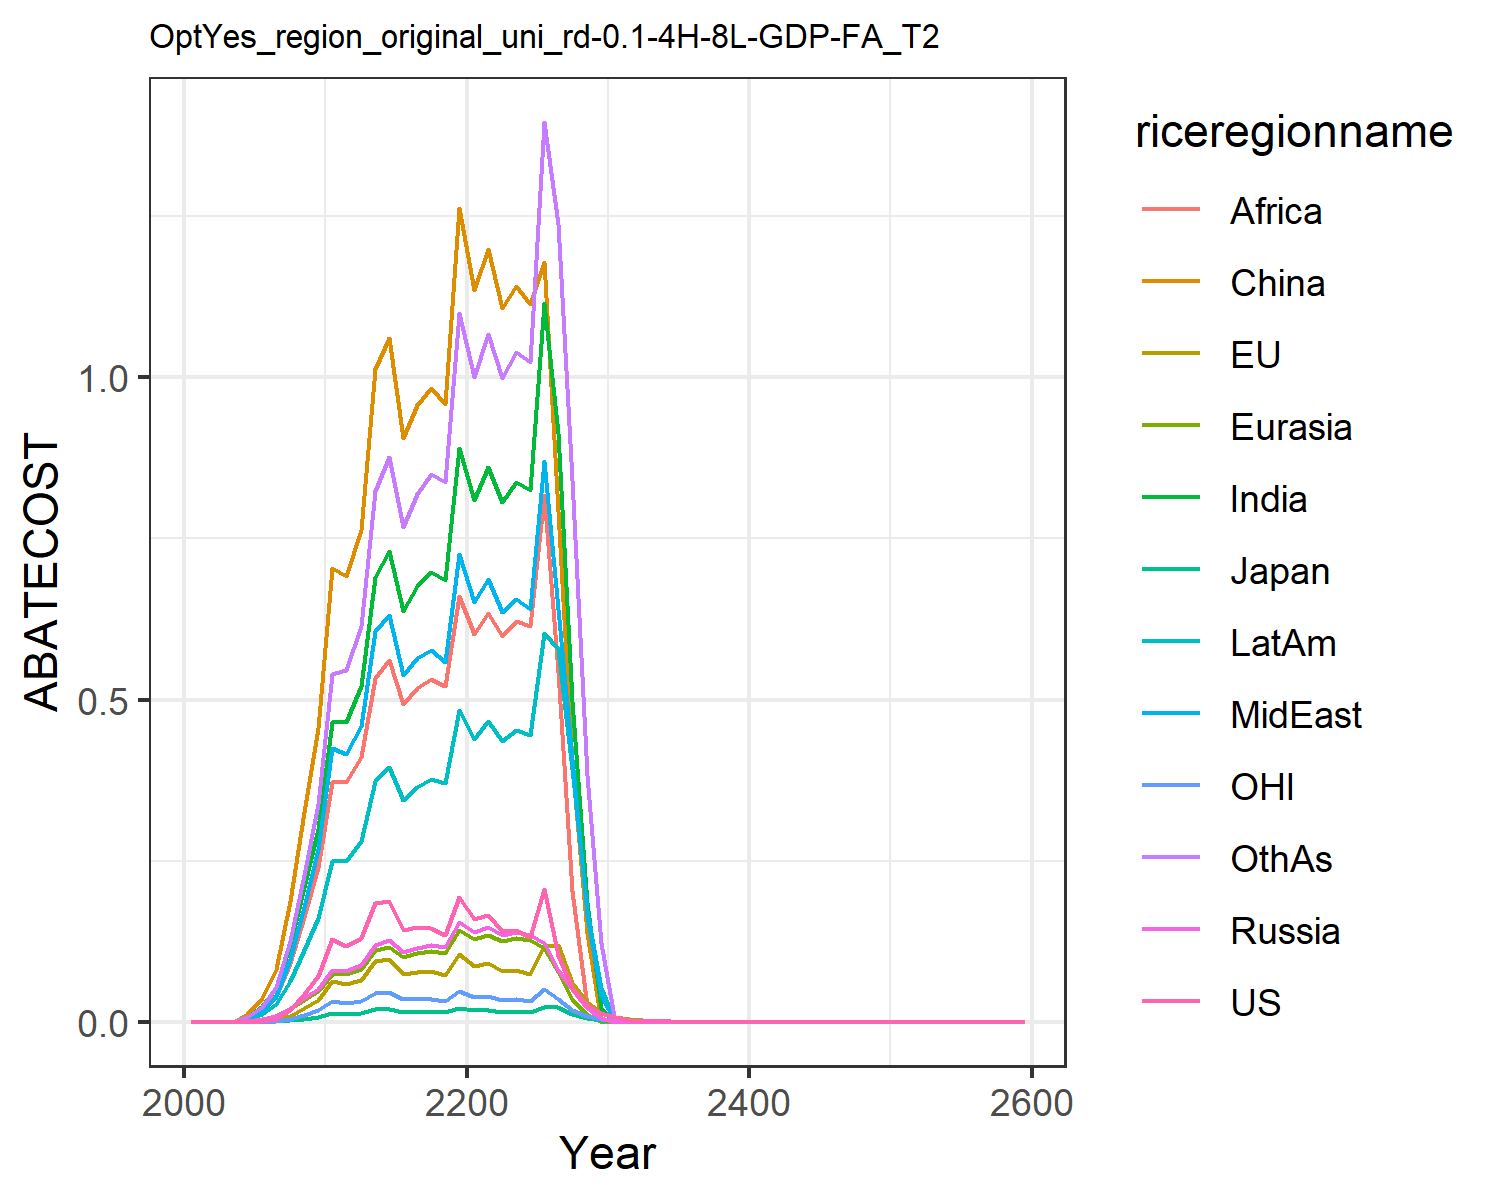 OptYes_region_original_uni_rd-0.1-4H-8L-GDP-FA_T2
ABATECOST
1.0
0.5
0.0
2000
2200
2400
2600
Year
riceregionname
Africa
China
EU
Eurasia
India
Japan
LatAm
MidEast
OHI
OthAs
Russia
US